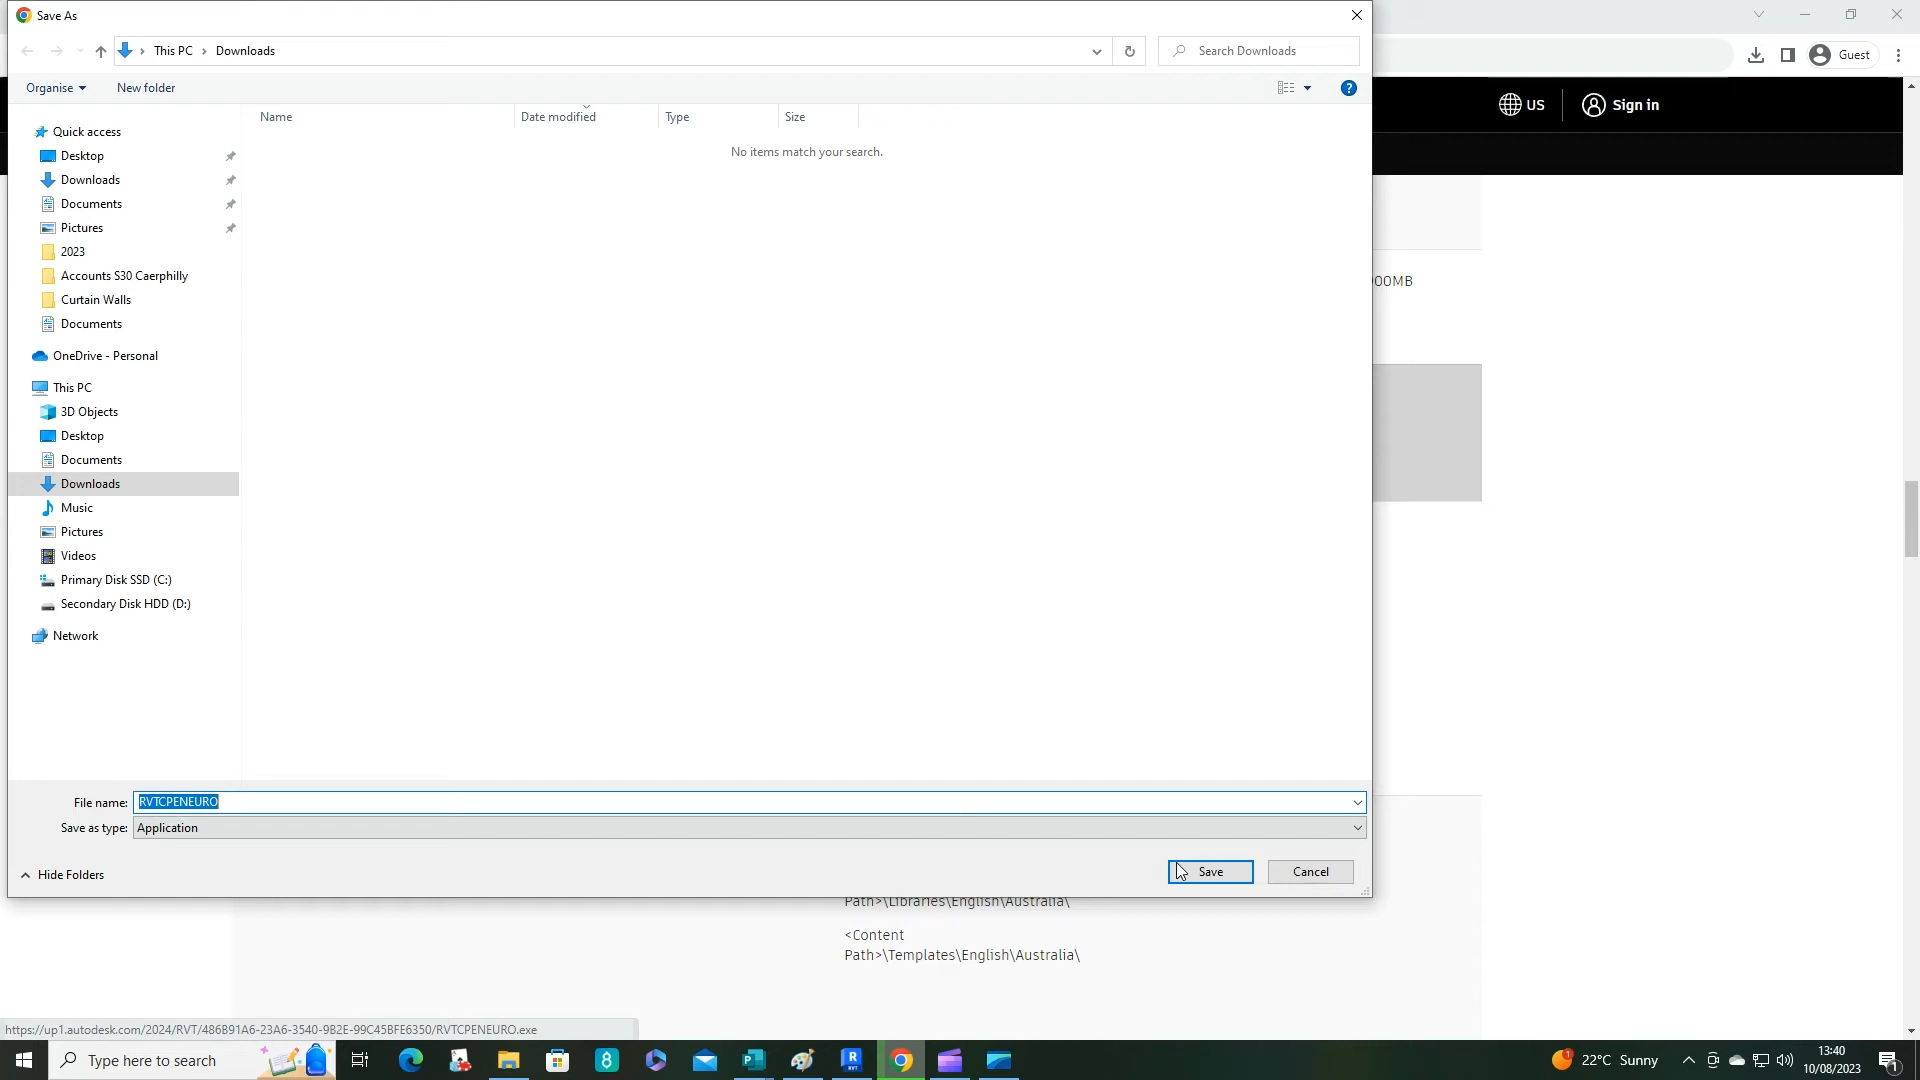 Save As
This PC > Downloads
Search Downloads
Guest
Organise
New folder
?
US
Sign in
Name
Date modified
Type
Size
No items match your search.
Quick access
Desktop
Downloads
Documents
Pictures
2023
Accounts S30 Caerphilly
Curtain Walls
Documents
OneDrive - Personal
This PC
3D Objects
Desktop
Documents
Downloads
Music
Pictures
Videos
Primary Disk SSD (C:)
Secondary Disk HDD (D:)
Network
00MB
File name: RVTCPENEURO
Save as type: Application
Hide Folders
Save
Cancel
Path>\Libraries\English\Australia\
<Content
Path>\Templates\English\Australia\
https://up1.autodesk.com/2024/RVT/486B91A6-23A6-3540-9B2E-99C45BFE6350/RVTCPENEURO.exe
Type here to search
22°C Sunny
13:40
10/08/2023
1